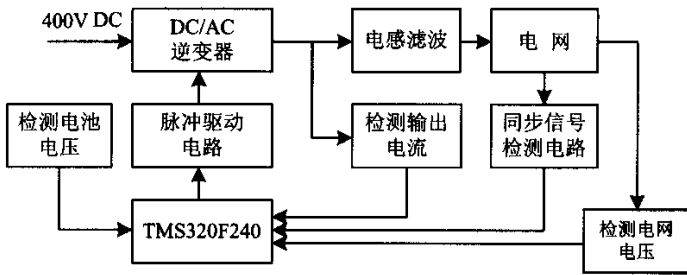 400V DC
DC/AC
逆变器
电感滤波
电 网
检测电池
电压
脉冲驱动
电路
检测输出
电流
同步信号
检测电路
TMS320F240
检测电网
电压